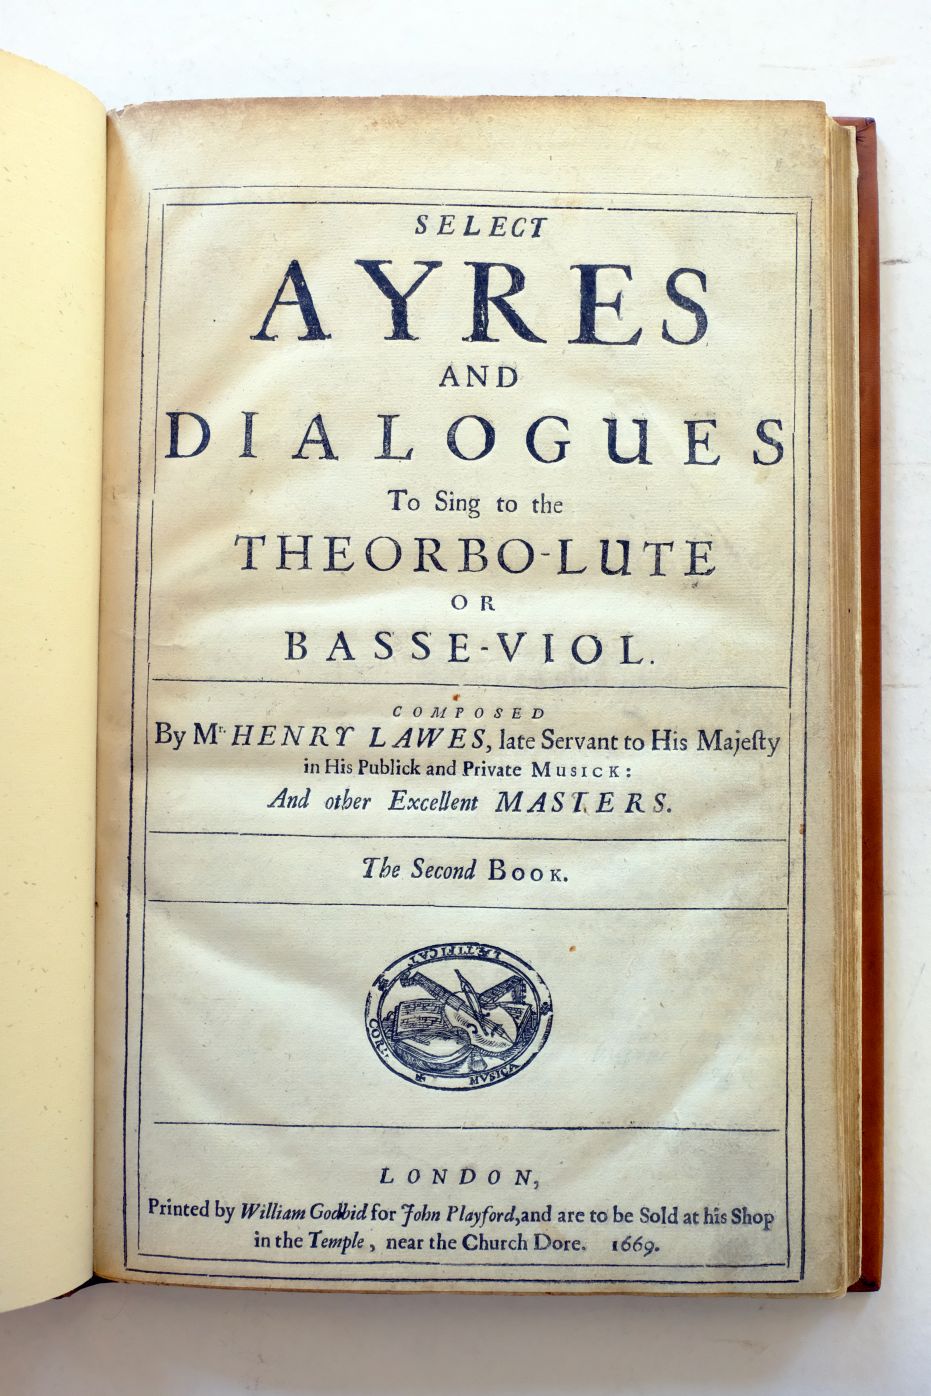 SELECT
AYRES
AND
DIALOGUES
To Sing to the
THEORBO-LUTE
OR
BASSE-VIOL.
COMPOSED
By Mr. HENRY LAWES, late Servant to His Majeſty
in His Publick and Private MUSICK:
And other Excellent MASTERS.
The Second BOOK.
LÆTIFICAT
COR.
MVSICA
LONDON,
Printed by William Godbid for John Playford, and are to be Sold at his Shop
in the Temple, near the Church Dore. 1669.